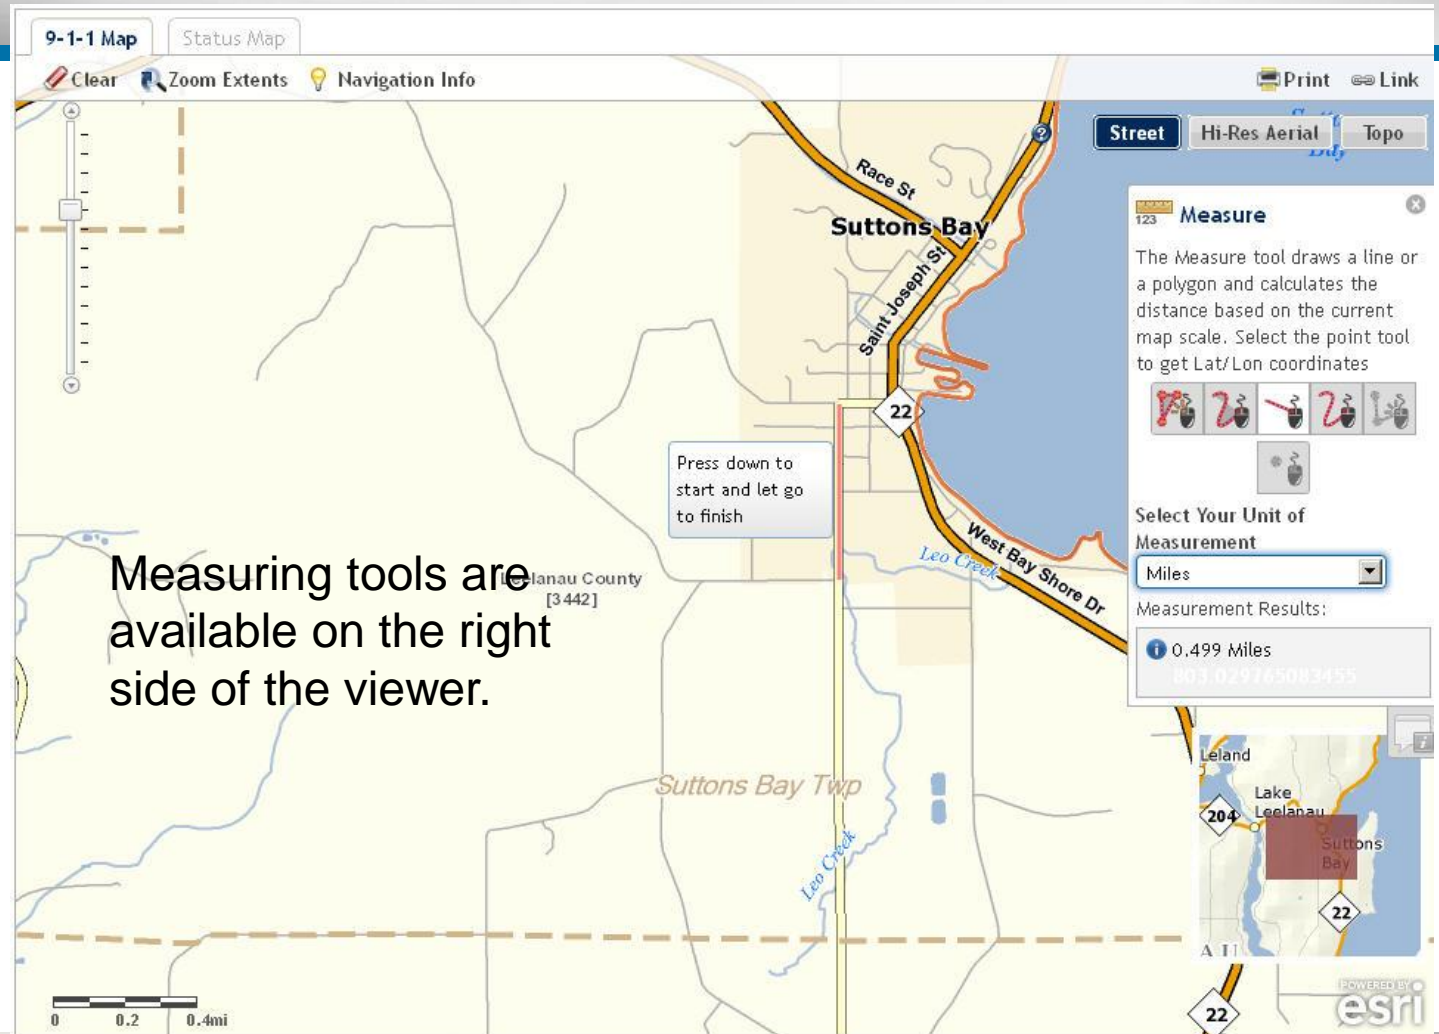 9-1-1 Map
Status Map
Clear
Zoom Extents
Navigation Info
Print
Link
Street
Hi-Res Aerial
Topo
Race St
Suttons Bay
Saint Joseph St
22
123
Measure
The Measure tool draws a line or
a polygon and calculates the
distance based on the current
map scale. Select the point tool
to get Lat/Lon coordinates
Press down to
start and let go
to finish
Select Your Unit of
Measurement
Miles
Measurement Results:
0.499 Miles
803.029765083455
West Bay Shore Dr
Leo Creek
Leelanau County
[3442]
Measuring tools are
available on the right
side of the viewer.
Suttons Bay Twp
Leo Creek
Leland
Lake
Leelanau
204
Suttons
Bay
22
A U
0 0.2 0.4mi
22
POWERED BY
esri